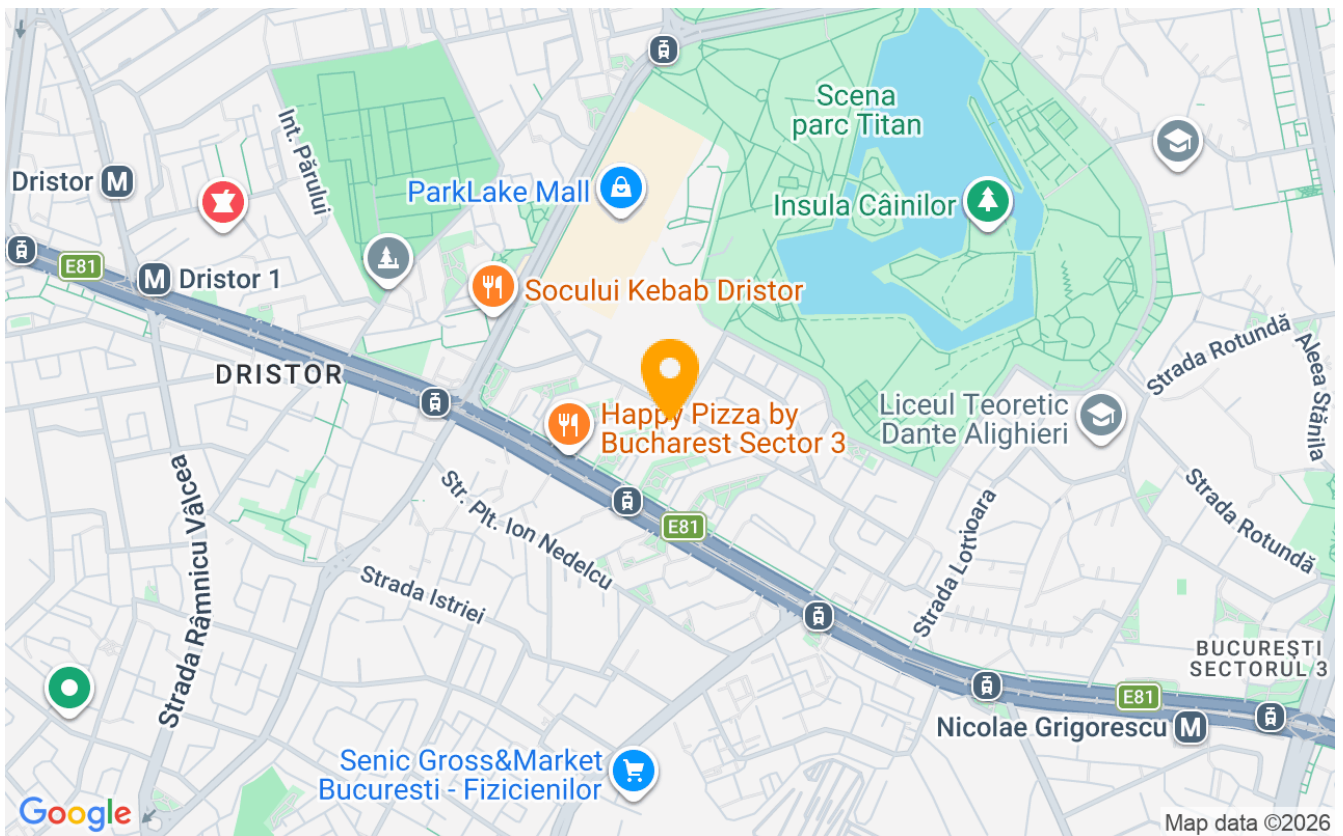 Scena
parc Titan
Int. Părului
Dristor M
ParkLake Mall
Insula Câinilor
E81
M Dristor 1
Socului Kebab Dristor
Strada Rotundă
Aleea Stănila
DRISTOR
Happy Pizza by
Bucharest Sector 3
Liceul Teoretic
Dante Alighieri
Strada Râmnicu Vâlcea
Str. Plt. Ion Nedelcu
E81
Strada Lotrioara
Strada Rotundă
Strada Istriei
BUCUREȘTI
SECTORUL 3
E81
Nicolae Grigorescu M
Senic Gross&Market
Bucuresti - Fizicienilor
Google
Map data ©2026